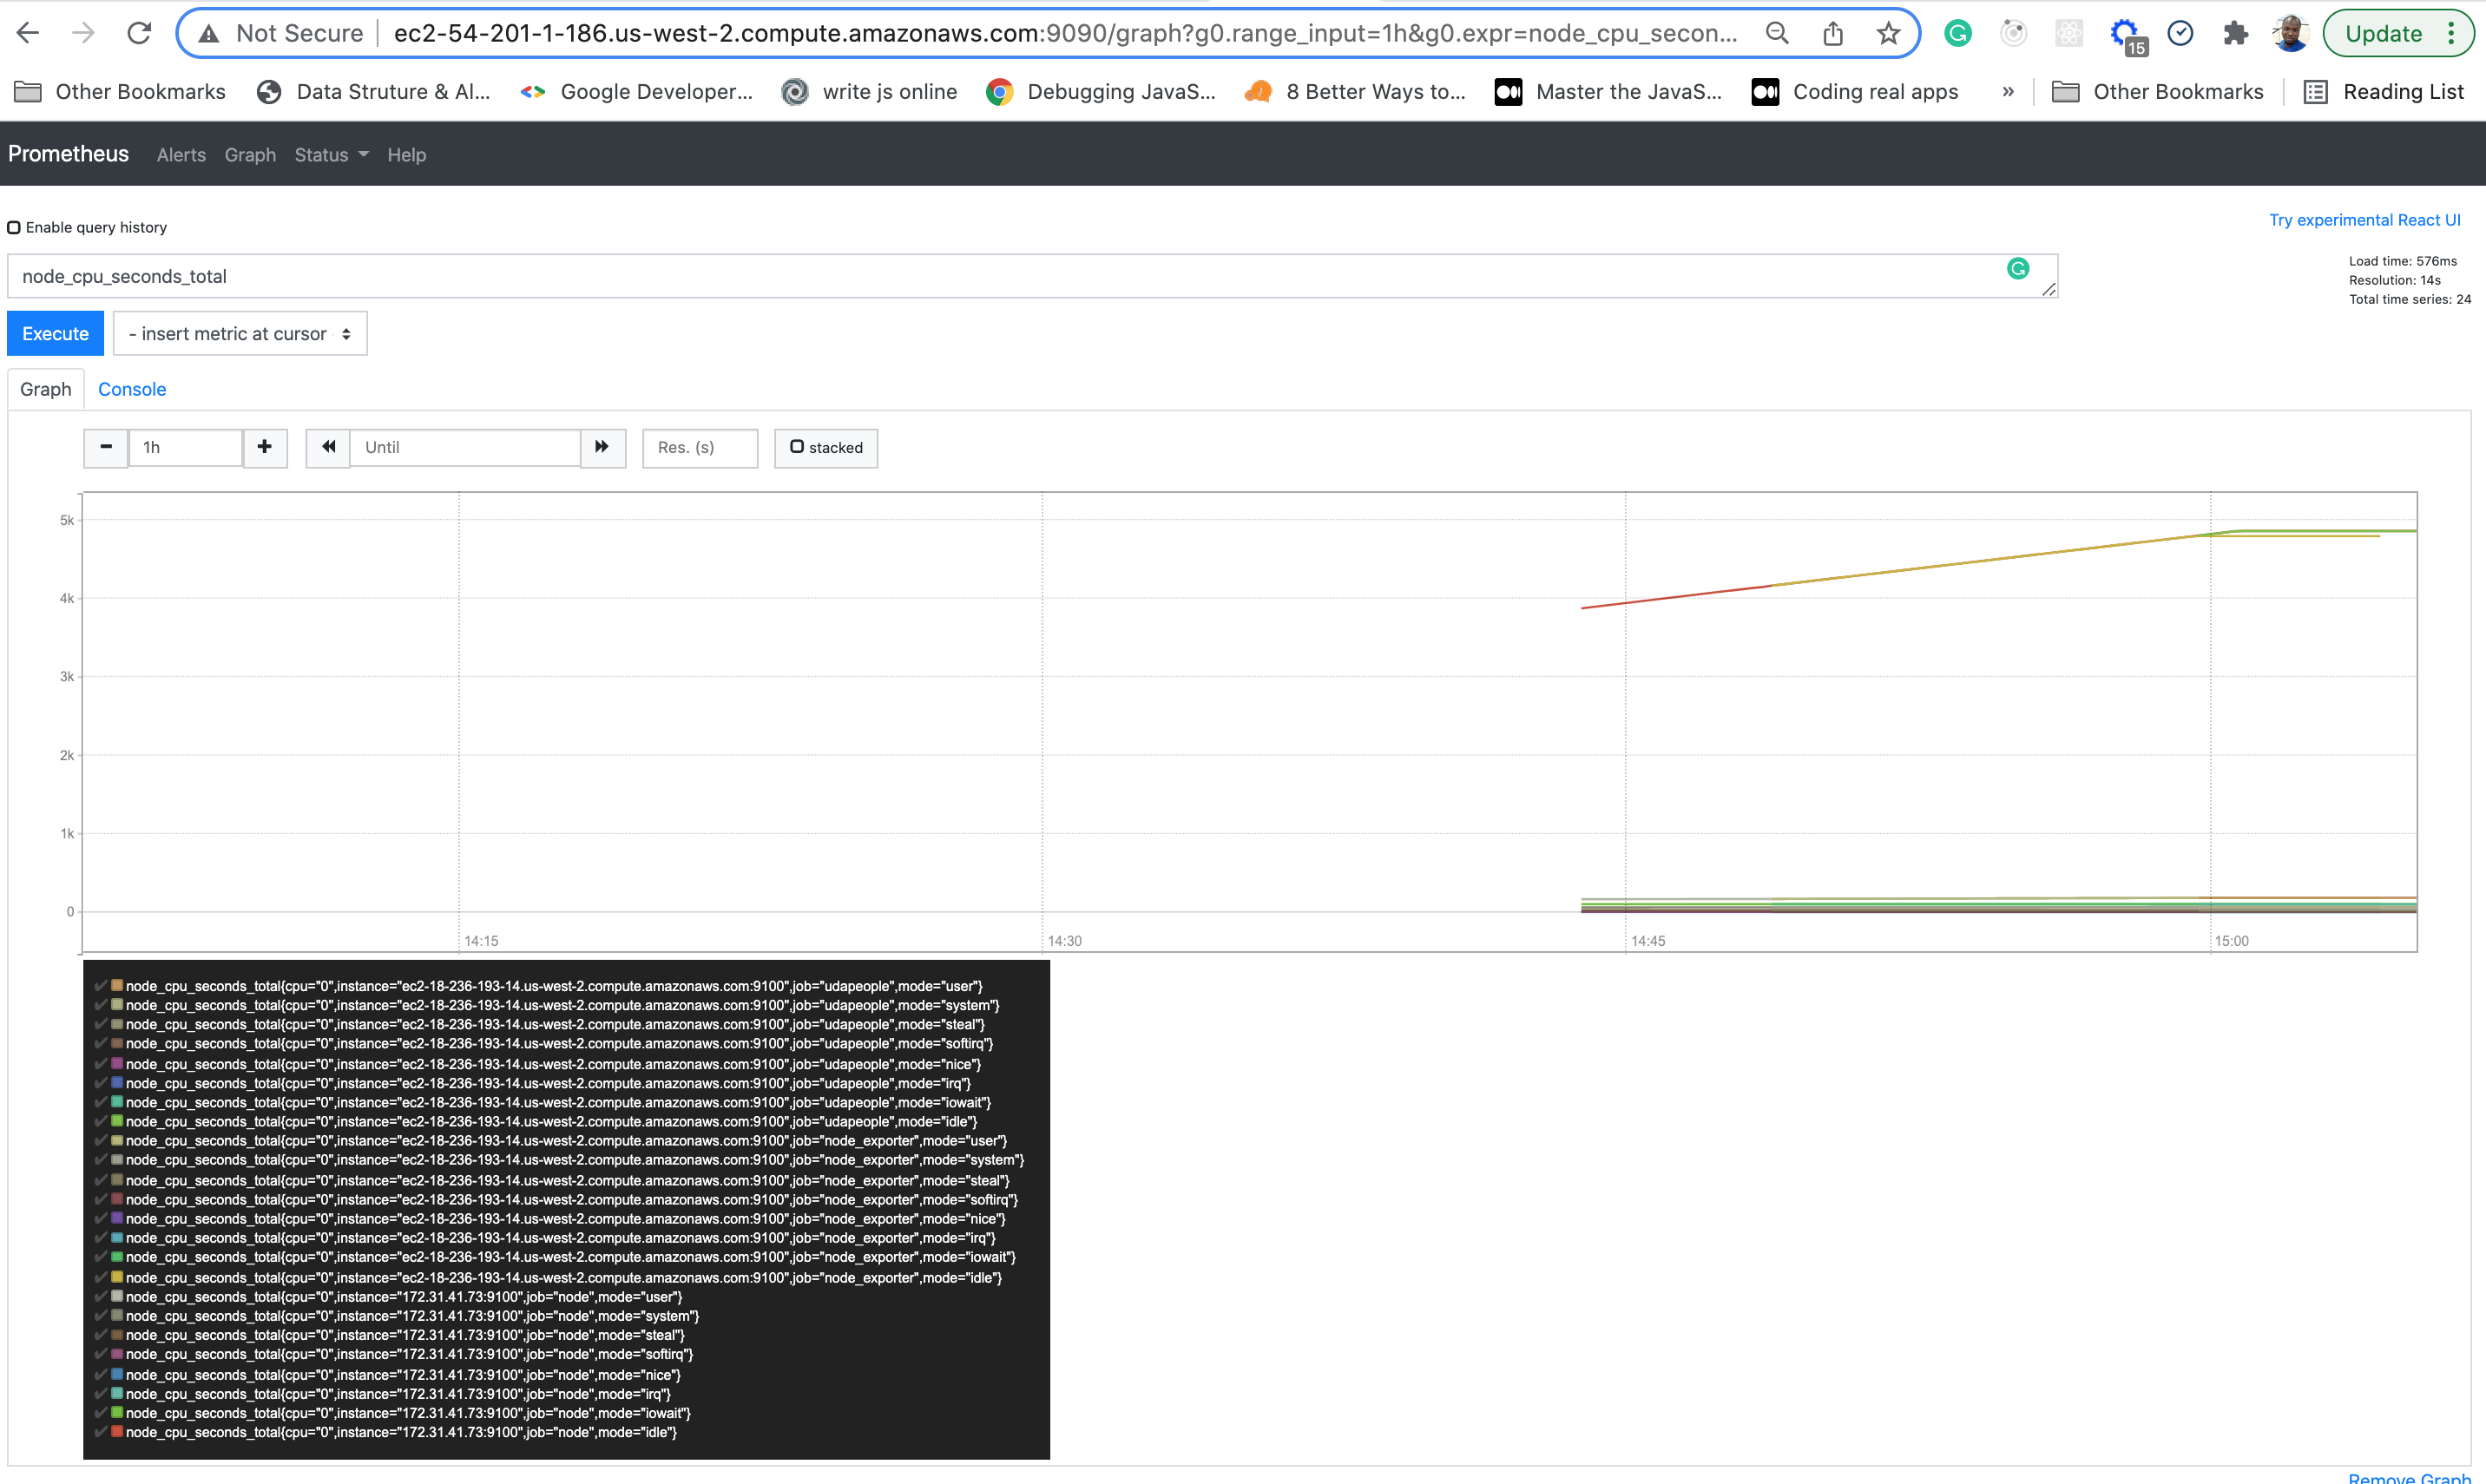 Not Secure ec2-54-201-1-186.us-west-2.compute.amazonaws.com:9090/graph?g0.range_input=1h&g0.expr=node_cpu_secon... 15 Update
Other Bookmarks Data Struture & Al... Google Developer... write js online Debugging JavaS... 8 Better Ways to... Master the JavaS... Coding real apps » Other Bookmarks Reading List
Prometheus Alerts Graph Status Help
Enable query history
Try experimental React UI
node_cpu_seconds_total
Load time: 576ms
Resolution: 14s
Total time series: 24
Execute - insert metric at cursor
Graph Console
1h Until Res. (s) stacked
5k
4k
3k
2k
1k
0
14:15 14:30 14:45 15:00
node_cpu_seconds_total{cpu="0",instance="ec2-18-236-193-14.us-west-2.compute.amazonaws.com:9100",job="udapeople",mode="user"}
node_cpu_seconds_total{cpu="0",instance="ec2-18-236-193-14.us-west-2.compute.amazonaws.com:9100",job="udapeople",mode="system"}
node_cpu_seconds_total{cpu="0",instance="ec2-18-236-193-14.us-west-2.compute.amazonaws.com:9100",job="udapeople",mode="steal"}
node_cpu_seconds_total{cpu="0",instance="ec2-18-236-193-14.us-west-2.compute.amazonaws.com:9100",job="udapeople",mode="softirq"}
node_cpu_seconds_total{cpu="0",instance="ec2-18-236-193-14.us-west-2.compute.amazonaws.com:9100",job="udapeople",mode="nice"}
node_cpu_seconds_total{cpu="0",instance="ec2-18-236-193-14.us-west-2.compute.amazonaws.com:9100",job="udapeople",mode="irq"}
node_cpu_seconds_total{cpu="0",instance="ec2-18-236-193-14.us-west-2.compute.amazonaws.com:9100",job="udapeople",mode="iowait"}
node_cpu_seconds_total{cpu="0",instance="ec2-18-236-193-14.us-west-2.compute.amazonaws.com:9100",job="udapeople",mode="idle"}
node_cpu_seconds_total{cpu="0",instance="ec2-18-236-193-14.us-west-2.compute.amazonaws.com:9100",job="node_exporter",mode="user"}
node_cpu_seconds_total{cpu="0",instance="ec2-18-236-193-14.us-west-2.compute.amazonaws.com:9100",job="node_exporter",mode="system"}
node_cpu_seconds_total{cpu="0",instance="ec2-18-236-193-14.us-west-2.compute.amazonaws.com:9100",job="node_exporter",mode="steal"}
node_cpu_seconds_total{cpu="0",instance="ec2-18-236-193-14.us-west-2.compute.amazonaws.com:9100",job="node_exporter",mode="softirq"}
node_cpu_seconds_total{cpu="0",instance="ec2-18-236-193-14.us-west-2.compute.amazonaws.com:9100",job="node_exporter",mode="nice"}
node_cpu_seconds_total{cpu="0",instance="ec2-18-236-193-14.us-west-2.compute.amazonaws.com:9100",job="node_exporter",mode="irq"}
node_cpu_seconds_total{cpu="0",instance="ec2-18-236-193-14.us-west-2.compute.amazonaws.com:9100",job="node_exporter",mode="iowait"}
node_cpu_seconds_total{cpu="0",instance="ec2-18-236-193-14.us-west-2.compute.amazonaws.com:9100",job="node_exporter",mode="idle"}
node_cpu_seconds_total{cpu="0",instance="172.31.41.73:9100",job="node",mode="user"}
node_cpu_seconds_total{cpu="0",instance="172.31.41.73:9100",job="node",mode="system"}
node_cpu_seconds_total{cpu="0",instance="172.31.41.73:9100",job="node",mode="steal"}
node_cpu_seconds_total{cpu="0",instance="172.31.41.73:9100",job="node",mode="softirq"}
node_cpu_seconds_total{cpu="0",instance="172.31.41.73:9100",job="node",mode="nice"}
node_cpu_seconds_total{cpu="0",instance="172.31.41.73:9100",job="node",mode="irq"}
node_cpu_seconds_total{cpu="0",instance="172.31.41.73:9100",job="node",mode="iowait"}
node_cpu_seconds_total{cpu="0",instance="172.31.41.73:9100",job="node",mode="idle"}
Remove Graph